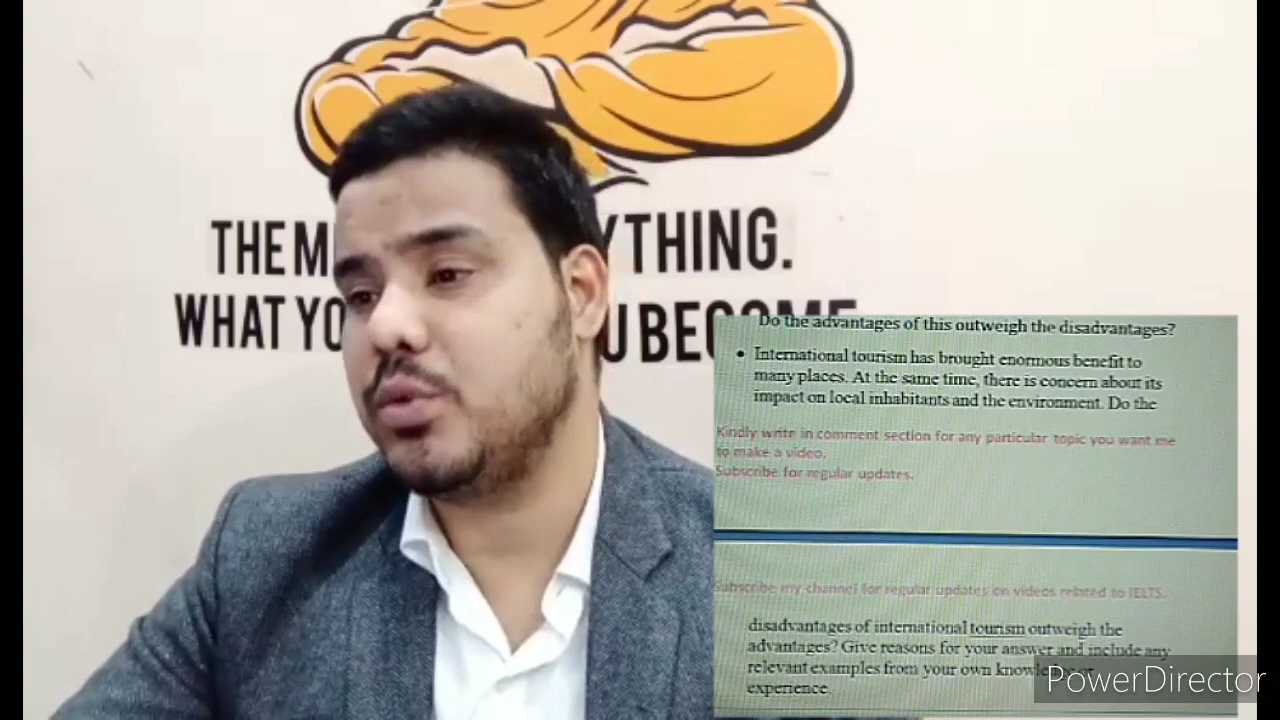 THE M YTHING.
WHAT YO U BECOME
Do the advantages of this outweigh the disadvantages?
• International tourism has brought enormous benefit to
many places. At the same time, there is concern about its
impact on local inhabitants and the environment. Do the
Kindly write in comment section for any particular topic you want me
to make a video.
Subscribe for regular updates.
Subscribe my channel for regular updates on videos related to IELTS.
disadvantages of international tourism outweigh the
advantages? Give reasons for your answer and include any
relevant examples from your own knowledge or
experience.
PowerDirector